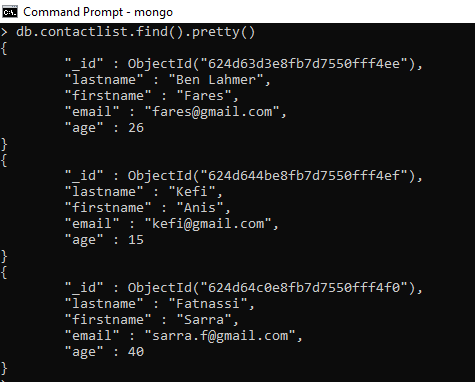 Command Prompt - mongo
> db.contactlist.find().pretty()
{
"_id" : ObjectId("624d63d3e8fb7d7550fff4ee"),
"lastname" : "Ben Lahmer",
"firstname" : "Fares",
"email" : "fares@gmail.com",
"age" : 26
}
{
"_id" : ObjectId("624d644be8fb7d7550fff4ef"),
"lastname" : "Kefi",
"firstname" : "Anis",
"email" : "kefi@gmail.com",
"age" : 15
}
{
"_id" : ObjectId("624d64c0e8fb7d7550fff4f0"),
"lastname" : "Fatnassi",
"firstname" : "Sarra",
"email" : "sarra.f@gmail.com",
"age" : 40
}